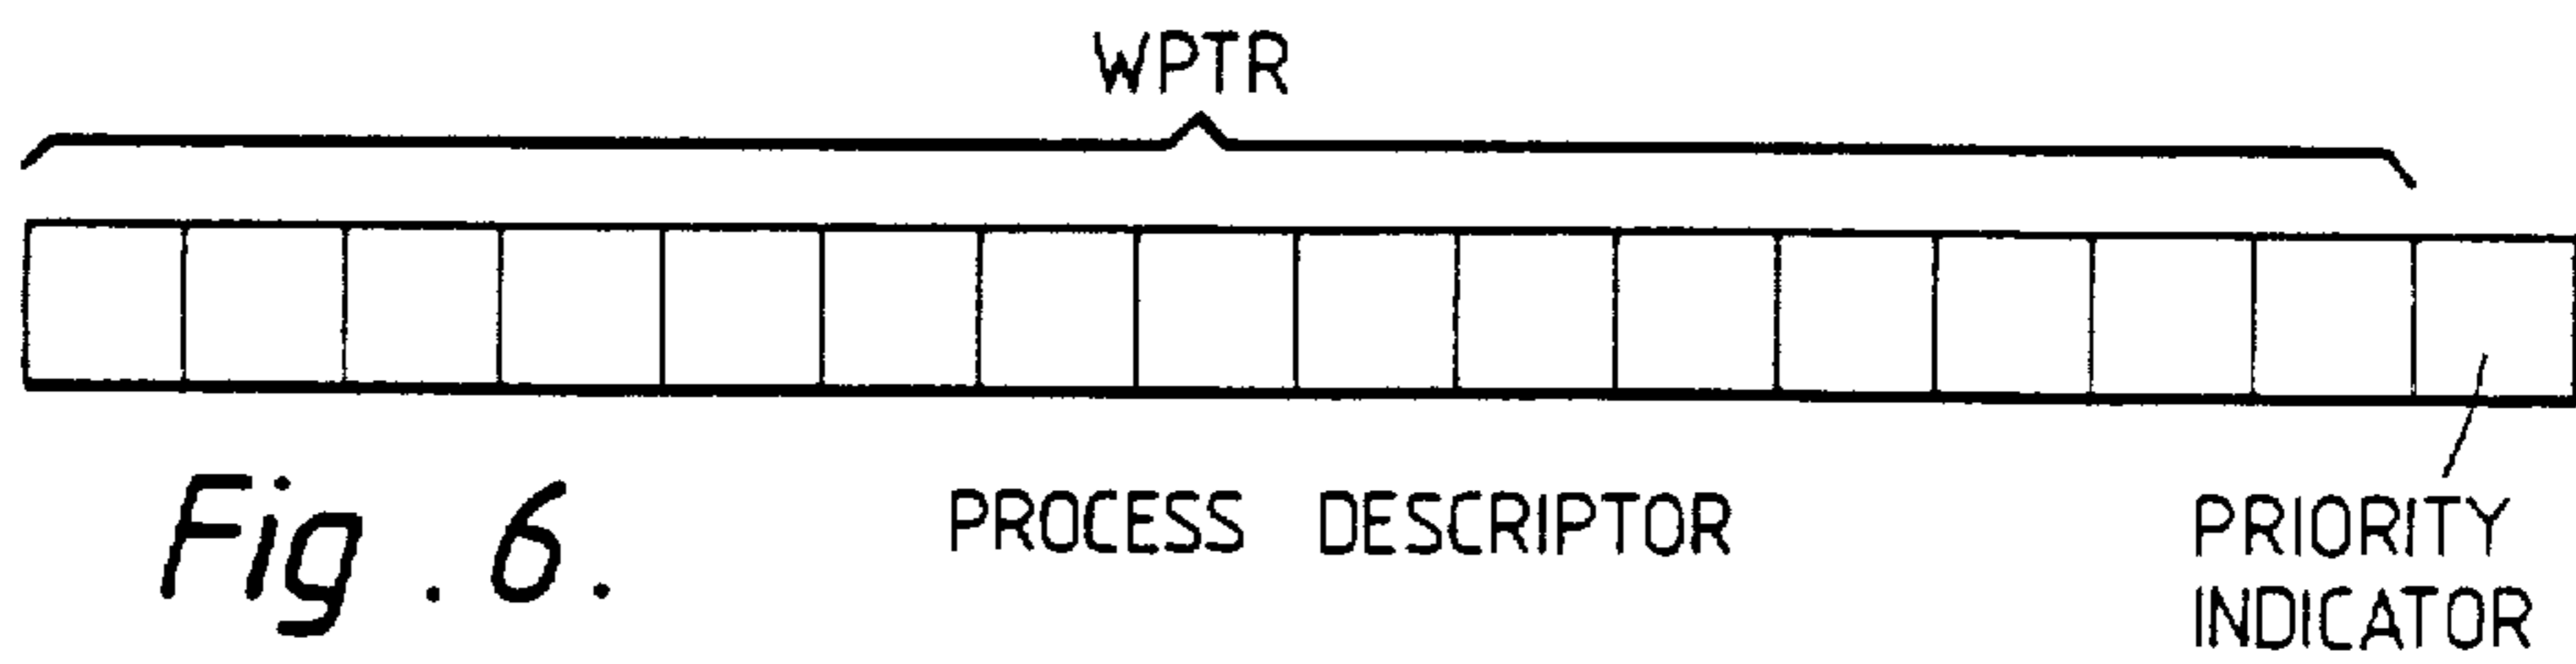 WPTR
Fig. 6.
PROCESS DESCRIPTOR
PRIORITY
INDICATOR